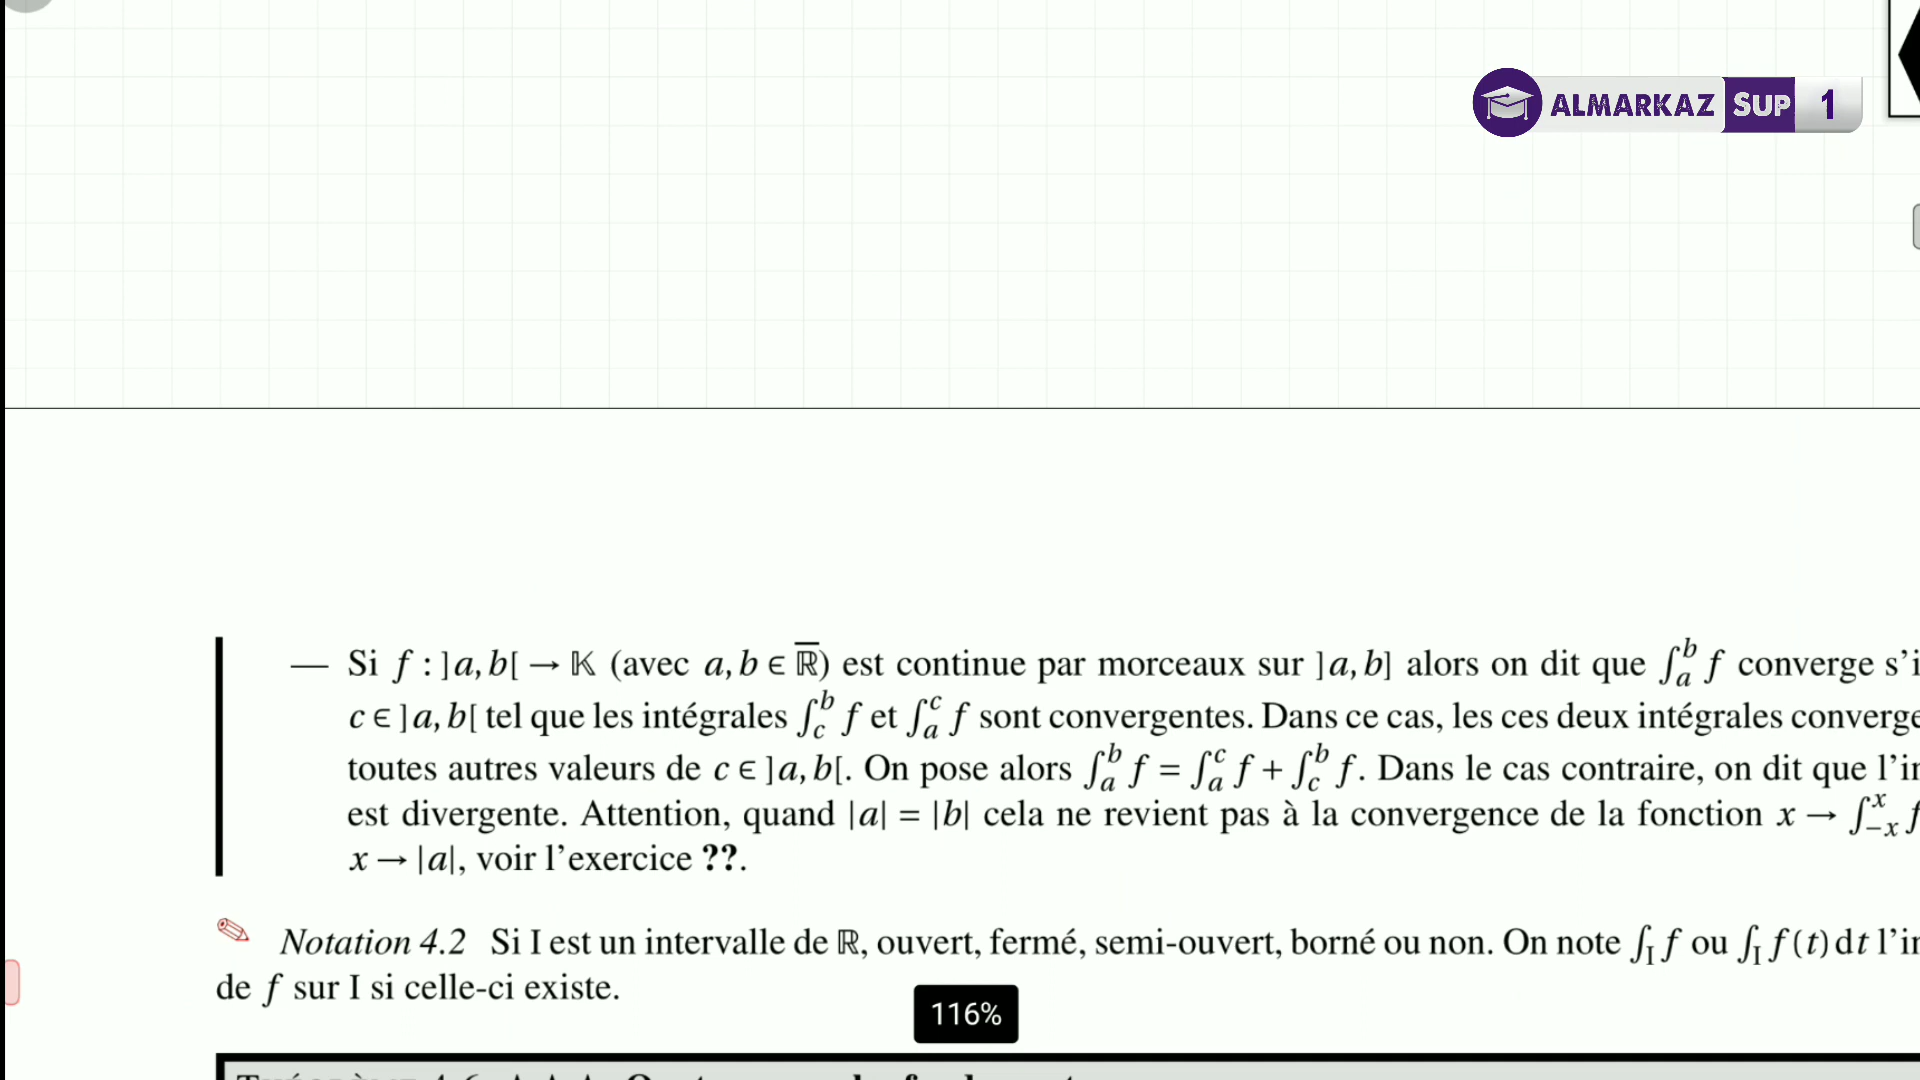 ALMARKAZ SUP 1
— Si f : ]a, b[ → 𝕂 (avec a, b ∈ ℝ̅) est continue par morceaux sur ]a, b] alors on dit que ∫_a^b f converge s'i
c ∈ ]a, b[ tel que les intégrales ∫_c^b f et ∫_a^c f sont convergentes. Dans ce cas, les ces deux intégrales converge
toutes autres valeurs de c ∈ ]a, b[. On pose alors ∫_a^b f = ∫_a^c f + ∫_c^b f. Dans le cas contraire, on dit que l'in
est divergente. Attention, quand |a| = |b| cela ne revient pas à la convergence de la fonction x → ∫_{-x}^x f
x → |a|, voir l'exercice ??.
Notation 4.2 Si I est un intervalle de ℝ, ouvert, fermé, semi-ouvert, borné ou non. On note ∫_I f ou ∫_I f(t)dt l'in
de f sur I si celle-ci existe.
116%